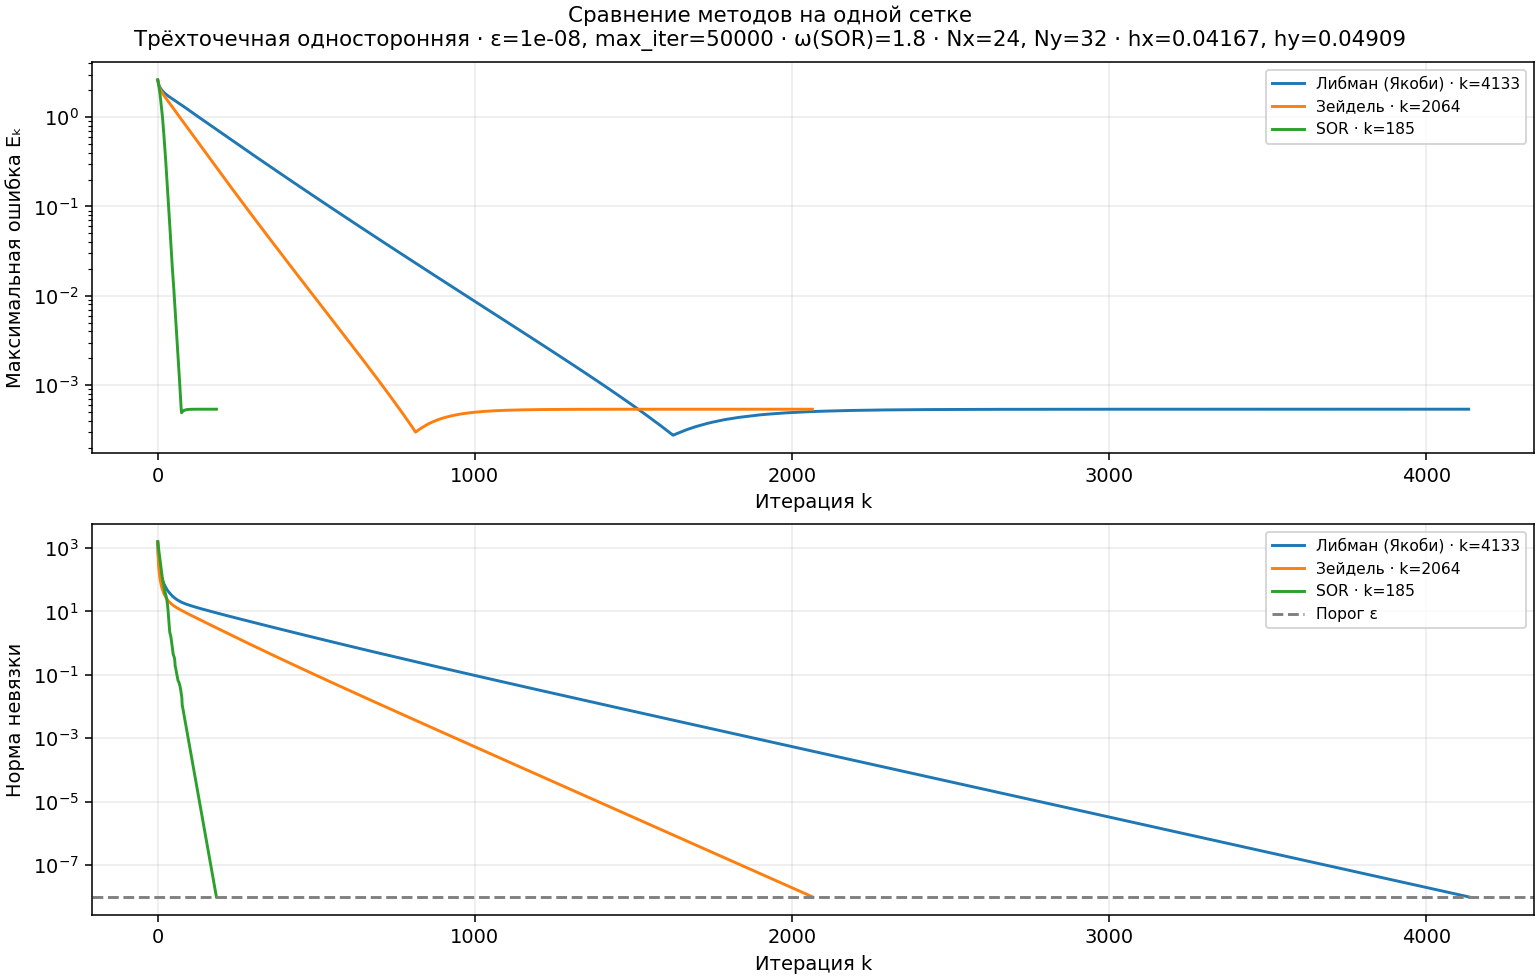 Сравнение методов на одной сетке
Трёхточечная односторонняя · ε=1e-08, max_iter=50000 · ω(SOR)=1.8 · Nx=24, Ny=32 · hx=0.04167, hy=0.04909
Максимальная ошибка Eₖ
10⁰
10⁻¹
10⁻²
10⁻³
Либман (Якоби) · k=4133
Зейдель · k=2064
SOR · k=185
0
1000
2000
3000
4000
Итерация k
Норма невязки
10³
10¹
10⁻¹
10⁻³
10⁻⁵
10⁻⁷
Либман (Якоби) · k=4133
Зейдель · k=2064
SOR · k=185
Порог ε
0
1000
2000
3000
4000
Итерация k